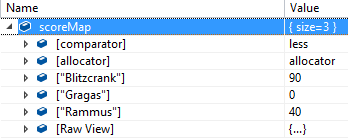 Name Value
scoreMap { size=3 }
[comparator] less
[allocator] allocator
["Blitzcrank"] 90
["Gragas"] 0
["Rammus"] 40
[Raw View] {...}